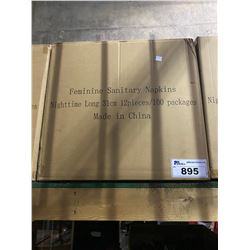 Feminine Sanitary Napkins
Nighttime Long 31cm 12pieces/100 packages
Made in China
895